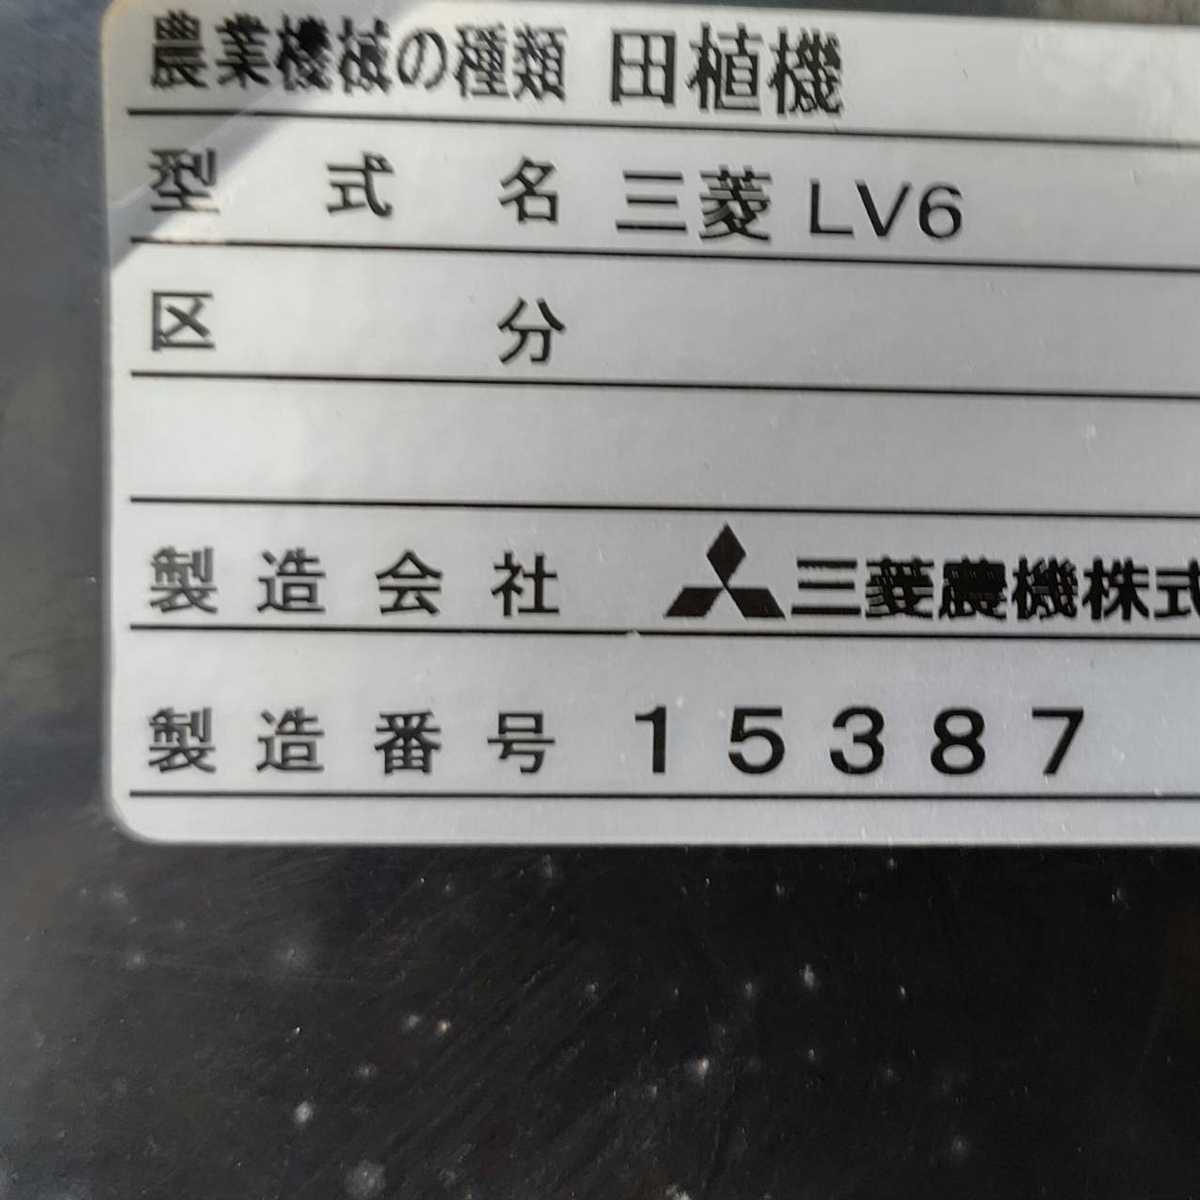 農業機械の種類 田植機
型式名 三菱 LV6
区分
製造会社 三菱農機株式
製造番号 15387